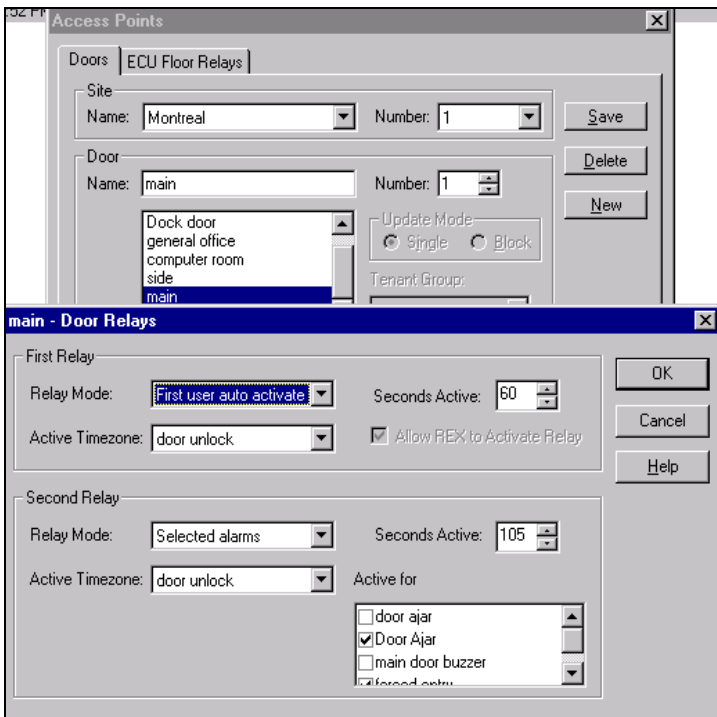 :52 PM
Access Points
Doors ECU Floor Relays
Site
Name: Montreal Number: 1 Save
Door Delete
Name: main Number: 1
New
Dock door
general office
computer room
side
main
Update Mode
Single Block
Tenant Group:
main - Door Relays
First Relay
OK
Relay Mode: First user auto activate Seconds Active: 60
Cancel
Active Timezone: door unlock Allow REX to Activate Relay
Help
Second Relay
Relay Mode: Selected alarms Seconds Active: 105
Active Timezone: door unlock Active for
door ajar
Door Ajar
main door buzzer
forced entry